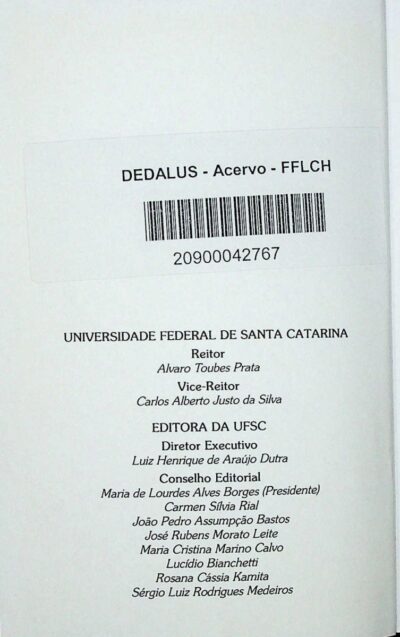 DEDALUS - Acervo - FFLCH
20900042767
UNIVERSIDADE FEDERAL DE SANTA CATARINA
Reitor
Alvaro Toubes Prata
Vice-Reitor
Carlos Alberto Justo da Silva
EDITORA DA UFSC
Diretor Executivo
Luiz Henrique de Araújo Dutra
Conselho Editorial
Maria de Lourdes Alves Borges (Presidente)
Carmen Sílvia Rial
João Pedro Assumpção Bastos
José Rubens Morato Leite
Maria Cristina Marino Calvo
Lucídio Bianchetti
Rosana Cássia Kamita
Sérgio Luiz Rodrigues Medeiros